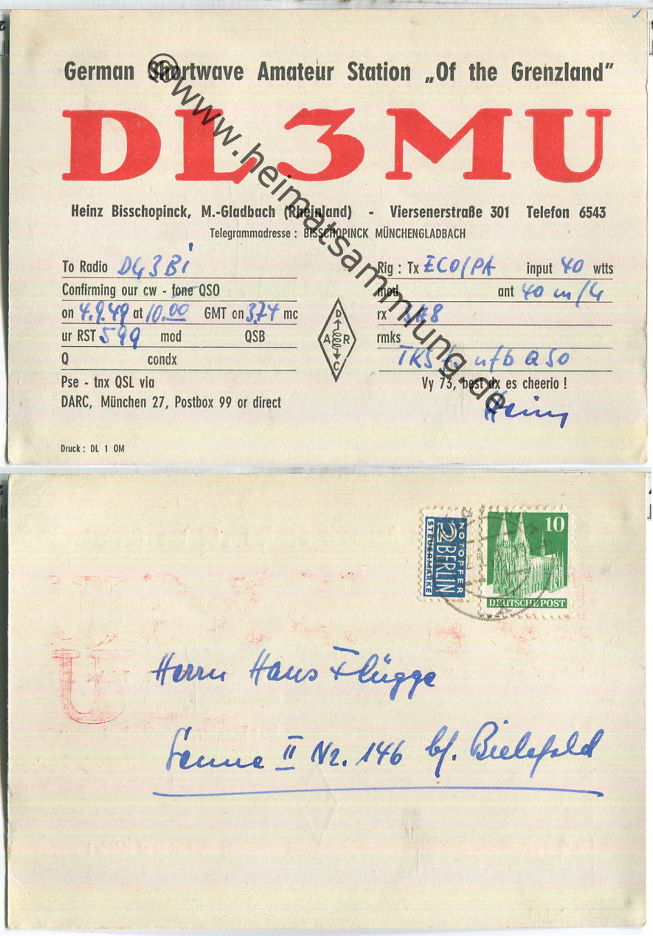 German Shortwave Amateur Station „Of the Grenzland"
DL3MU
Heinz Bisschopinck, M.-Gladbach (Rheinland) - Viersenerstraße 301 Telefon 6543
Telegrammadresse : BISSCHOPINCK MÜNCHENGLADBACH
To Radio DL3Bi
Confirming our cw - fone QSO
on 4.9.49 at 10.00 GMT on 3,74 mc
ur RST 599 mod QSB
Q condx
Pse - tnx QSL via
DARC, München 27, Postbox 99 or direct
Druck : DL 1 OM
D
A R
C
Rig : Tx ECO/PA input 40 wtts
mod ant 40 m/L
rx
rmks
TKS nfb QSO
Vy 73, best dx es cheerio !
Heinz
©www.heimatsammlung.de
NOTOPFER
2 BERLIN
STEUERMARKE
10
DEUTSCHE POST
Herrn Hans Flügge
Senne II Nr. 146 bf. Bielefeld